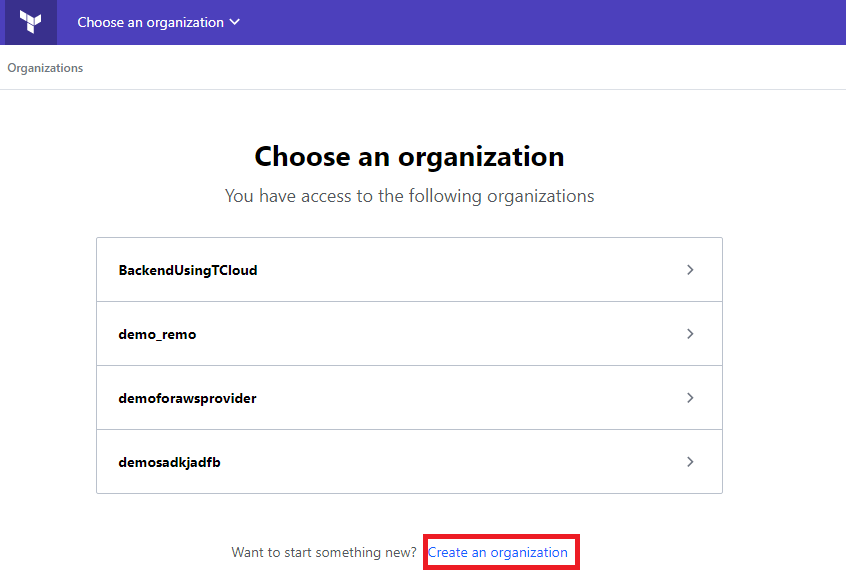 Choose an organization
Organizations
Choose an organization
You have access to the following organizations
BackendUsingTCloud
demo_remo
demoforawsprovider
demosadkjadfb
Want to start something new? Create an organization